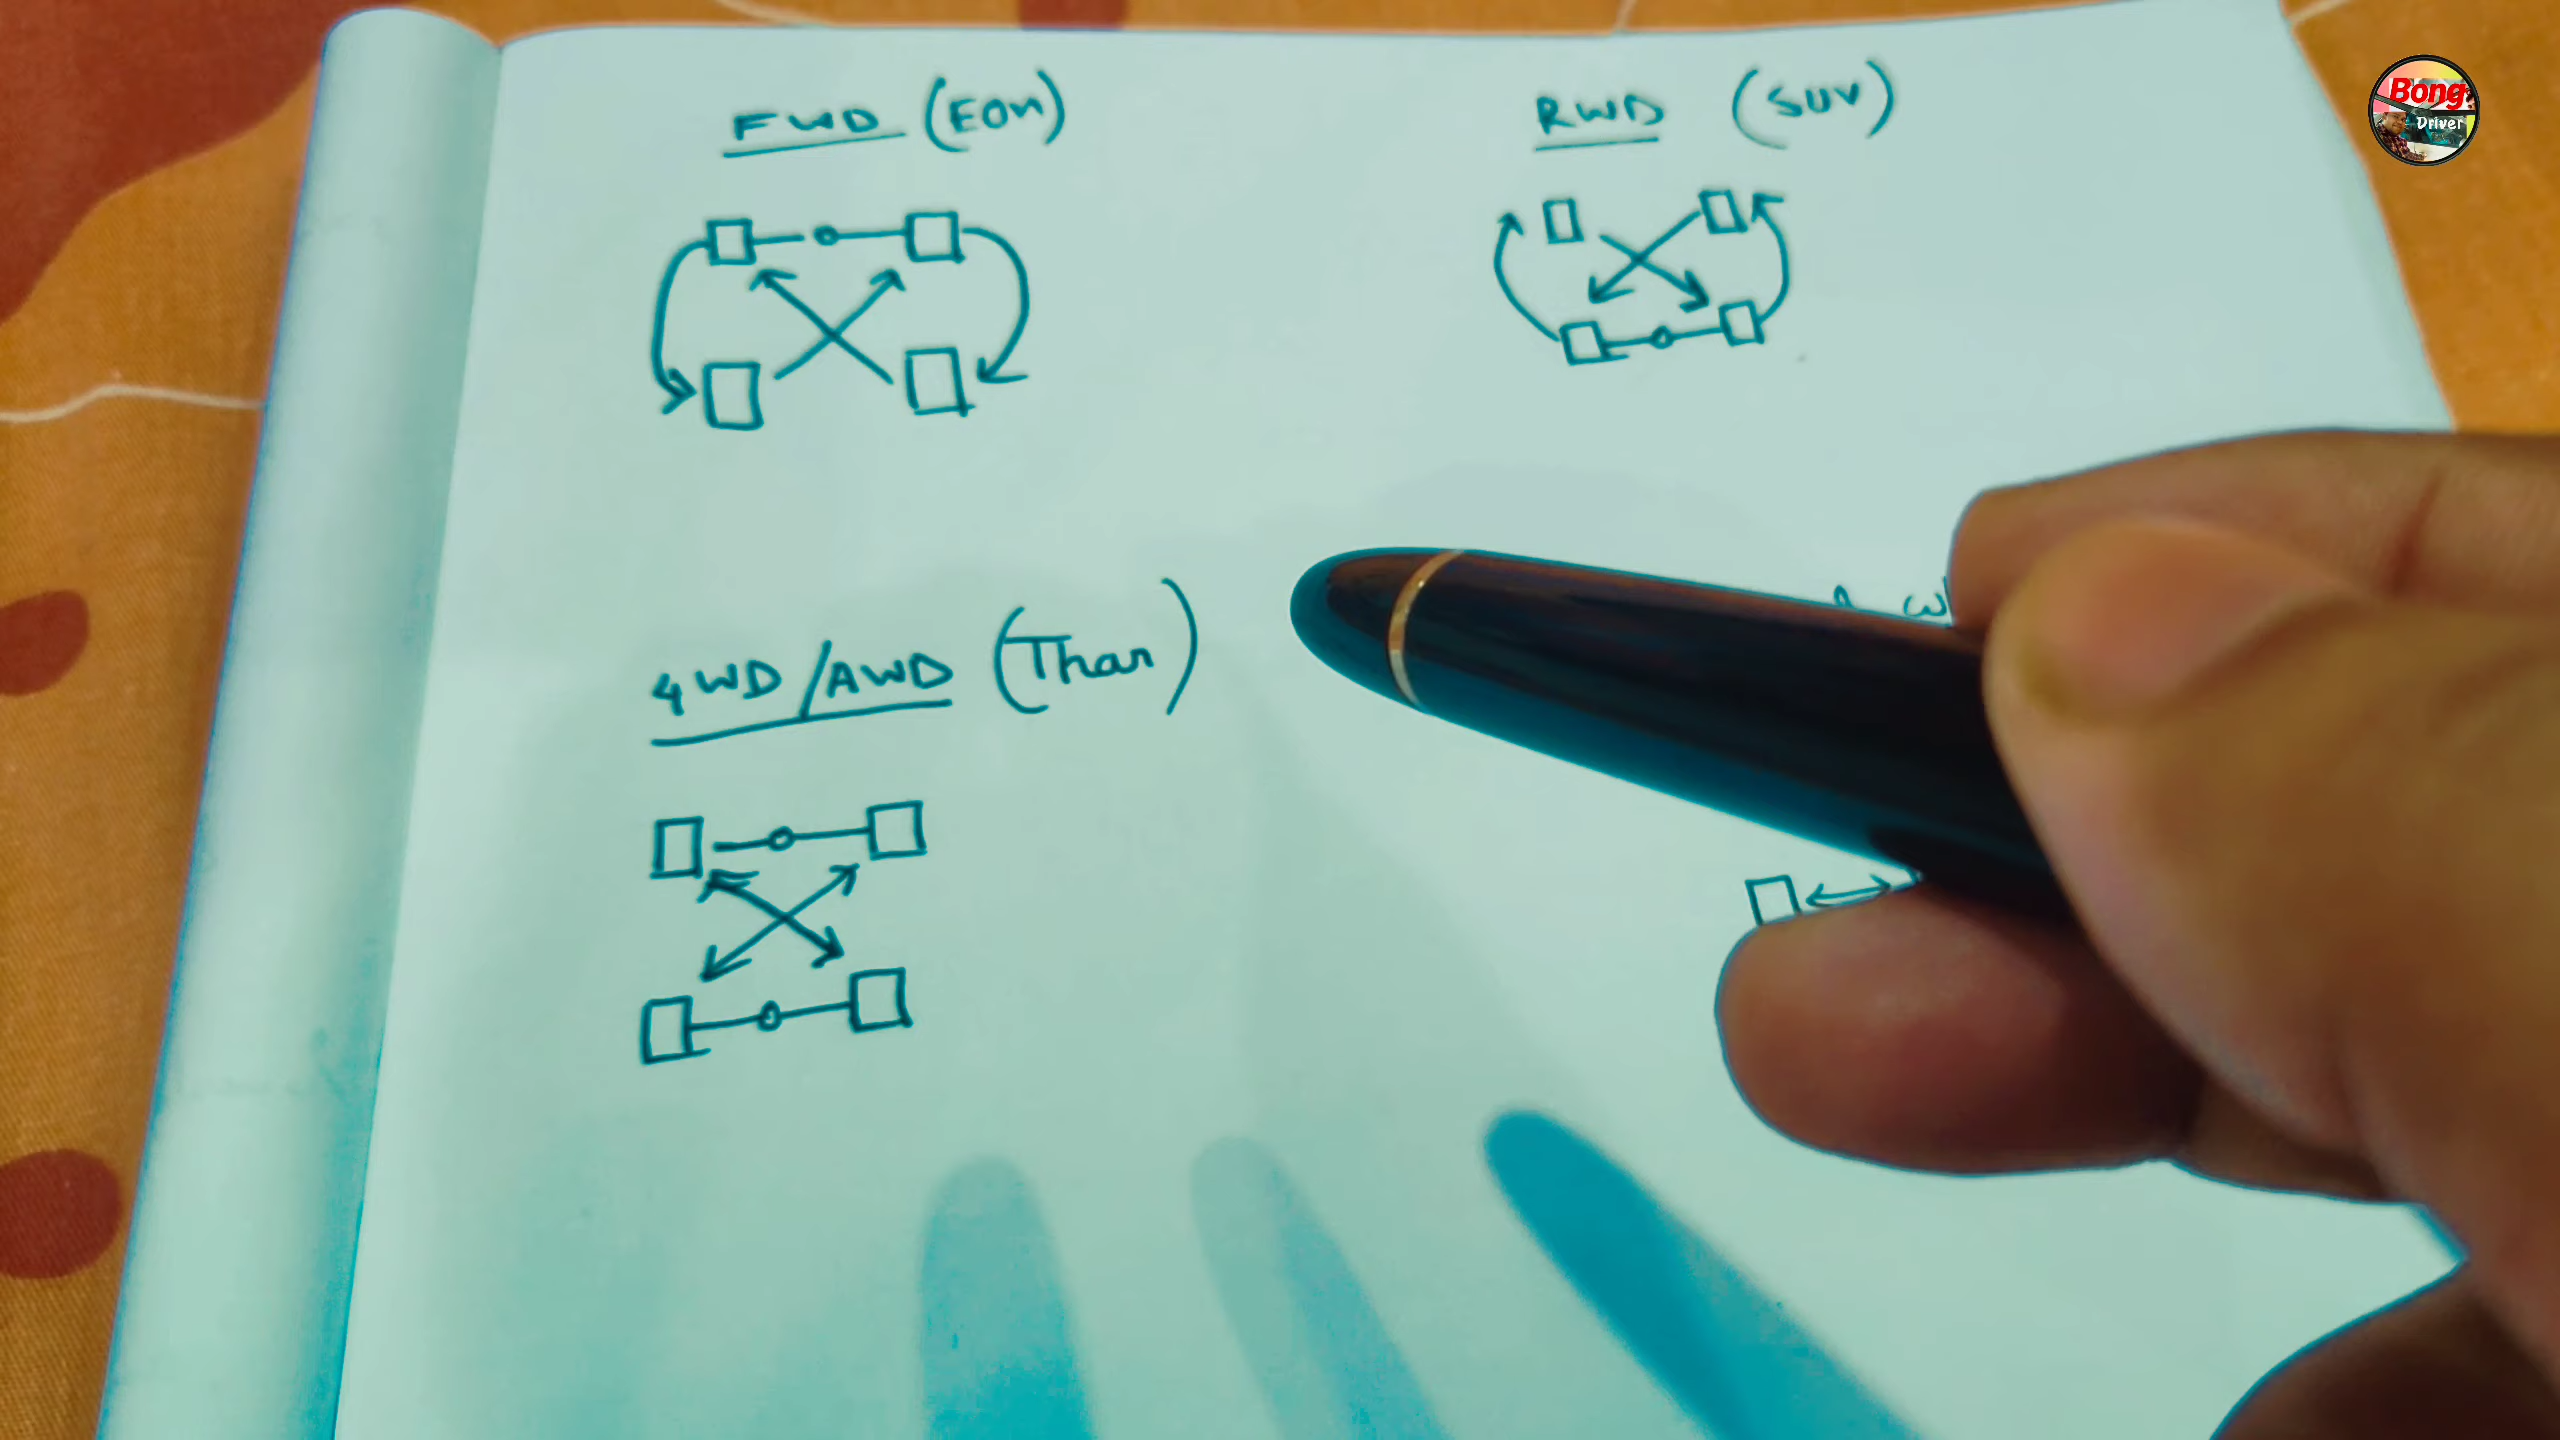 FWD (EON)
RWD (SUV)
4WD/AWD (Thar)
Bong
Driver